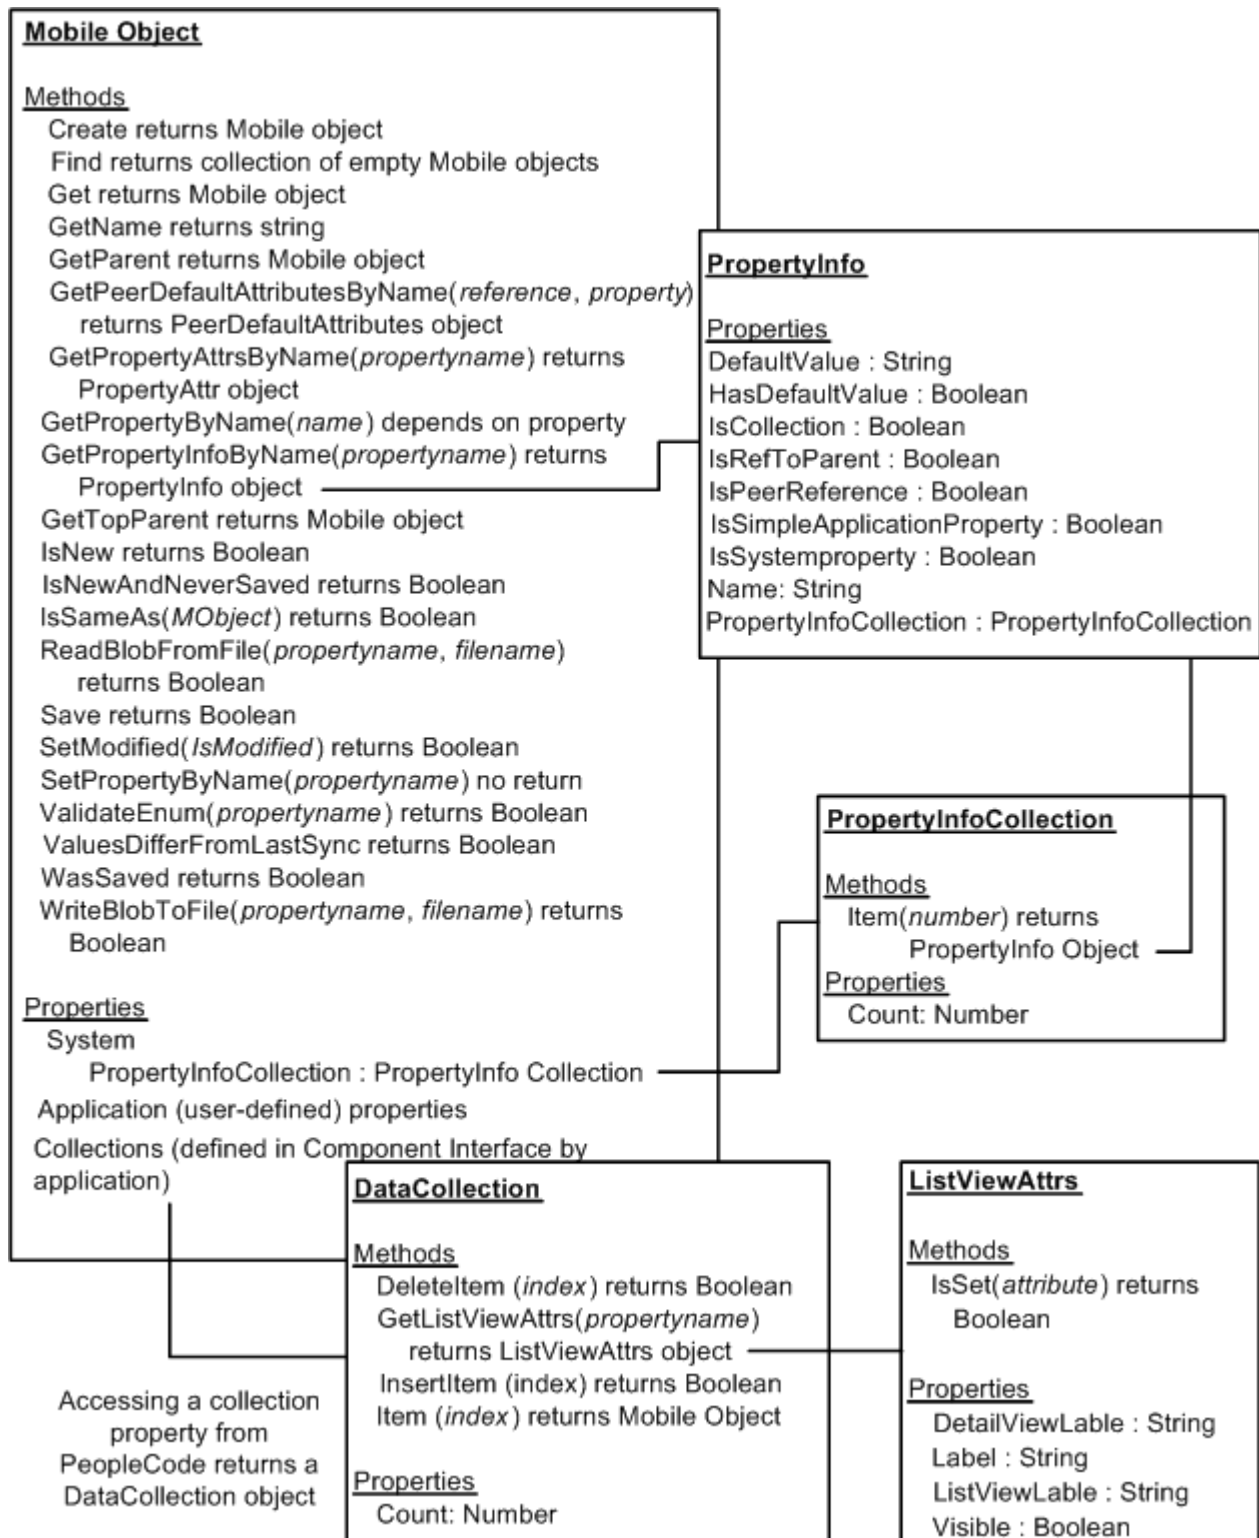 Mobile Object
Methods
Create returns Mobile object
Find returns collection of empty Mobile objects
Get returns Mobile object
GetName returns string
GetParent returns Mobile object
GetPeerDefaultAttributesByName(reference, property)
returns PeerDefaultAttributes object
GetPropertyAttrsByName(propertyname) returns
PropertyAttr object
GetPropertyByName(name) depends on property
GetPropertyInfoByName(propertyname) returns
PropertyInfo object
GetTopParent returns Mobile object
IsNew returns Boolean
IsNewAndNeverSaved returns Boolean
IsSameAs(MObject) returns Boolean
ReadBlobFromFile(propertyname, filename)
returns Boolean
Save returns Boolean
SetModified(IsModified) returns Boolean
SetPropertyByName(propertyname) no return
ValidateEnum(propertyname) returns Boolean
ValuesDifferFromLastSync returns Boolean
WasSaved returns Boolean
WriteBlobToFile(propertyname, filename) returns
Boolean
Properties
System
PropertyInfoCollection : PropertyInfo Collection
Application (user-defined) properties
Collections (defined in Component Interface by
application)
PropertyInfo
Properties
DefaultValue : String
HasDefaultValue : Boolean
IsCollection : Boolean
IsRefToParent : Boolean
IsPeerReference : Boolean
IsSimpleApplicationProperty : Boolean
IsSystemproperty : Boolean
Name: String
PropertyInfoCollection : PropertyInfoCollection
PropertyInfoCollection
Methods
Item(number) returns
PropertyInfo Object
Properties
Count: Number
Accessing a collection
property from
PeopleCode returns a
DataCollection object
DataCollection
Methods
DeleteItem (index) returns Boolean
GetListViewAttrs(propertyname)
returns ListViewAttrs object
InsertItem (index) returns Boolean
Item (index) returns Mobile Object
Properties
Count: Number
ListViewAttrs
Methods
IsSet(attribute) returns
Boolean
Properties
DetailViewLable : String
Label : String
ListViewLable : String
Visible : Boolean